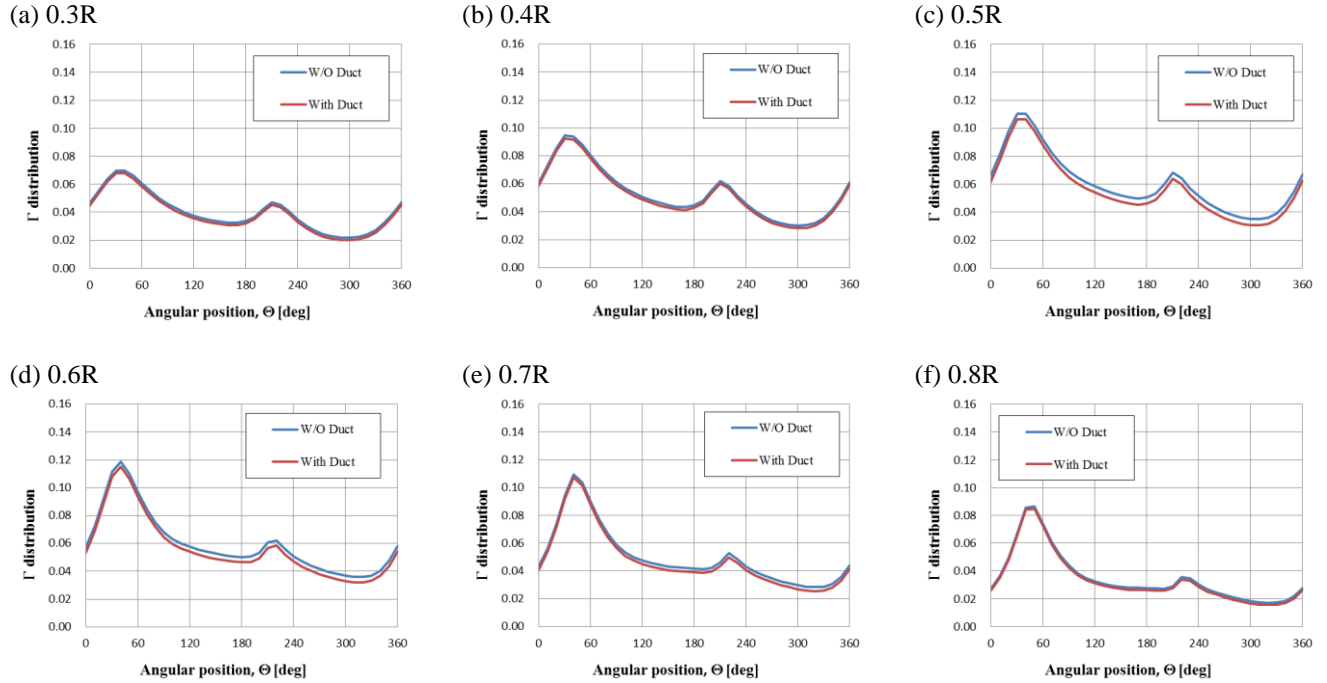 (a) 0.3R
0.16
0.14
0.12
0.10
0.08
0.06
0.04
0.02
0.00
Γ distribution
W/O Duct
With Duct
0 60 120 180 240 300 360
Angular position, Θ [deg]
(b) 0.4R
0.16
0.14
0.12
0.10
0.08
0.06
0.04
0.02
0.00
Γ distribution
W/O Duct
With Duct
0 60 120 180 240 300 360
Angular position, Θ [deg]
(c) 0.5R
0.16
0.14
0.12
0.10
0.08
0.06
0.04
0.02
0.00
Γ distribution
W/O Duct
With Duct
0 60 120 180 240 300 360
Angular position, Θ [deg]
(d) 0.6R
0.16
0.14
0.12
0.10
0.08
0.06
0.04
0.02
0.00
Γ distribution
W/O Duct
With Duct
0 60 120 180 240 300 360
Angular position, Θ [deg]
(e) 0.7R
0.16
0.14
0.12
0.10
0.08
0.06
0.04
0.02
0.00
Γ distribution
W/O Duct
With Duct
0 60 120 180 240 300 360
Angular position, Θ [deg]
(f) 0.8R
0.16
0.14
0.12
0.10
0.08
0.06
0.04
0.02
0.00
Γ distribution
W/O Duct
With Duct
0 60 120 180 240 300 360
Angular position, Θ [deg]